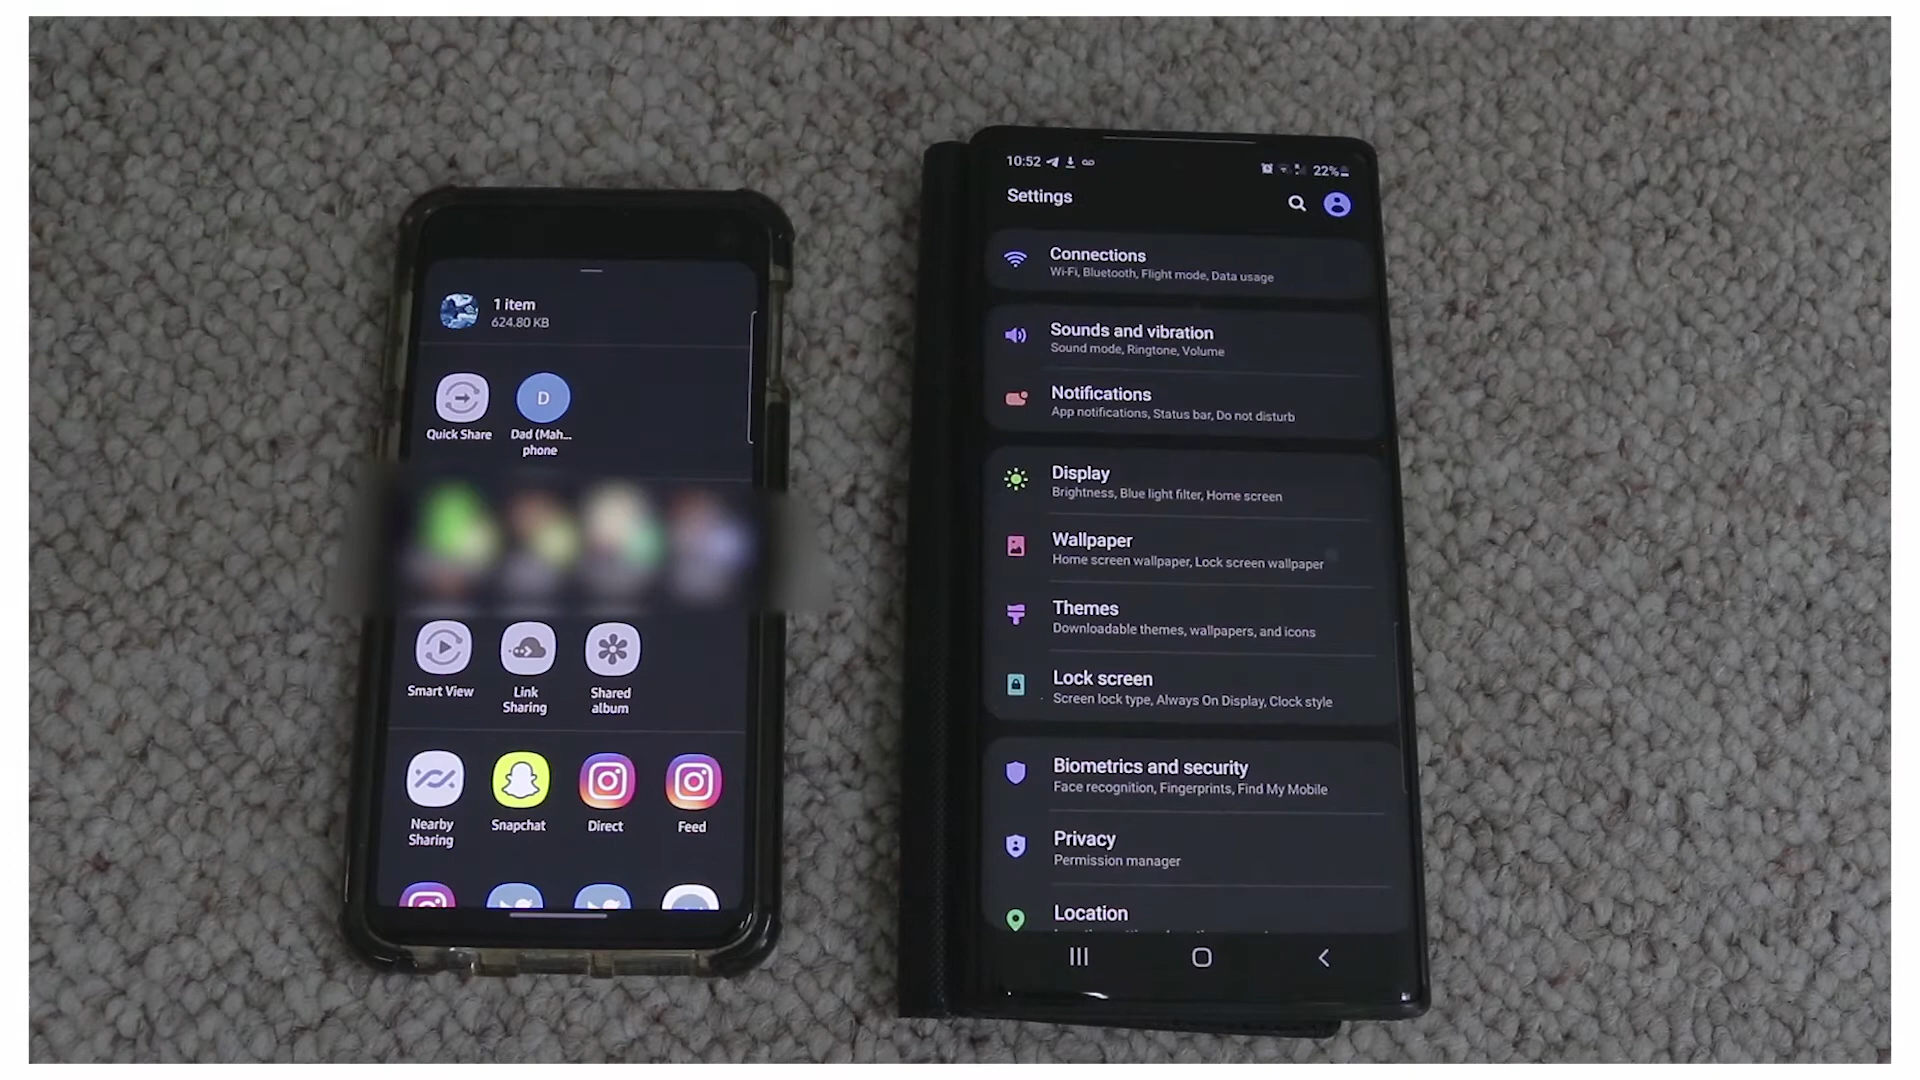 1 item
624.80 KB
Quick Share
D
Dad (Mah...
phone
Smart View
Link
Sharing
Shared
album
Nearby
Sharing
Snapchat
Direct
Feed
10:52
22%
Settings
Connections
Wi-Fi, Bluetooth, Flight mode, Data usage
Sounds and vibration
Sound mode, Ringtone, Volume
Notifications
App notifications, Status bar, Do not disturb
Display
Brightness, Blue light filter, Home screen
Wallpaper
Home screen wallpaper, Lock screen wallpaper
Themes
Downloadable themes, wallpapers, and icons
Lock screen
Screen lock type, Always On Display, Clock style
Biometrics and security
Face recognition, Fingerprints, Find My Mobile
Privacy
Permission manager
Location